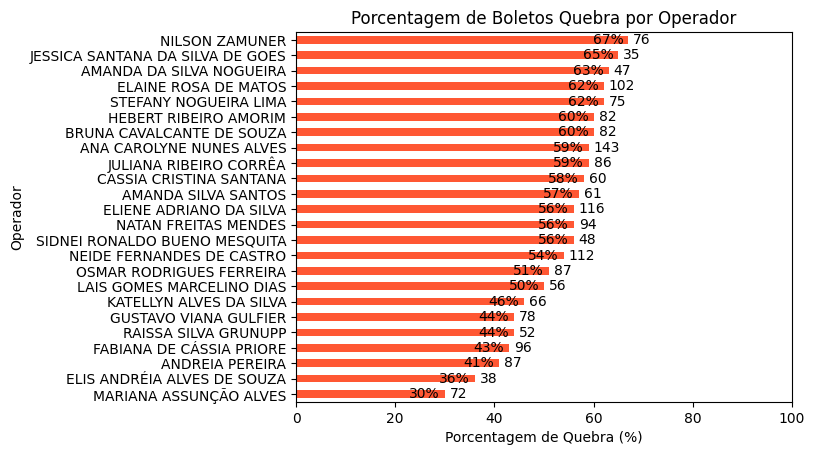 Porcentagem de Boletos Quebra por Operador
NILSON ZAMUNER 67% 76
JESSICA SANTANA DA SILVA DE GOES 65% 35
AMANDA DA SILVA NOGUEIRA 63% 47
ELAINE ROSA DE MATOS 62% 102
STEFANY NOGUEIRA LIMA 62% 75
HEBERT RIBEIRO AMORIM 60% 82
BRUNA CAVALCANTE DE SOUZA 60% 82
ANA CAROLYNE NUNES ALVES 59% 143
JULIANA RIBEIRO CORRÊA 59% 86
CASSIA CRISTINA SANTANA 58% 60
AMANDA SILVA SANTOS 57% 61
ELIENE ADRIANO DA SILVA 56% 116
NATAN FREITAS MENDES 56% 94
SIDNEI RONALDO BUENO MESQUITA 56% 48
NEIDE FERNANDES DE CASTRO 54% 112
OSMAR RODRIGUES FERREIRA 51% 87
LAIS GOMES MARCELINO DIAS 50% 56
KATELLYN ALVES DA SILVA 46% 66
GUSTAVO VIANA GULFIER 44% 78
RAISSA SILVA GRUNUPP 44% 52
FABIANA DE CÁSSIA PRIORE 43% 96
ANDREIA PEREIRA 41% 87
ELIS ANDRÉIA ALVES DE SOUZA 36% 38
MARIANA ASSUNÇÃO ALVES 30% 72
Operador
0 20 40 60 80 100
Porcentagem de Quebra (%)